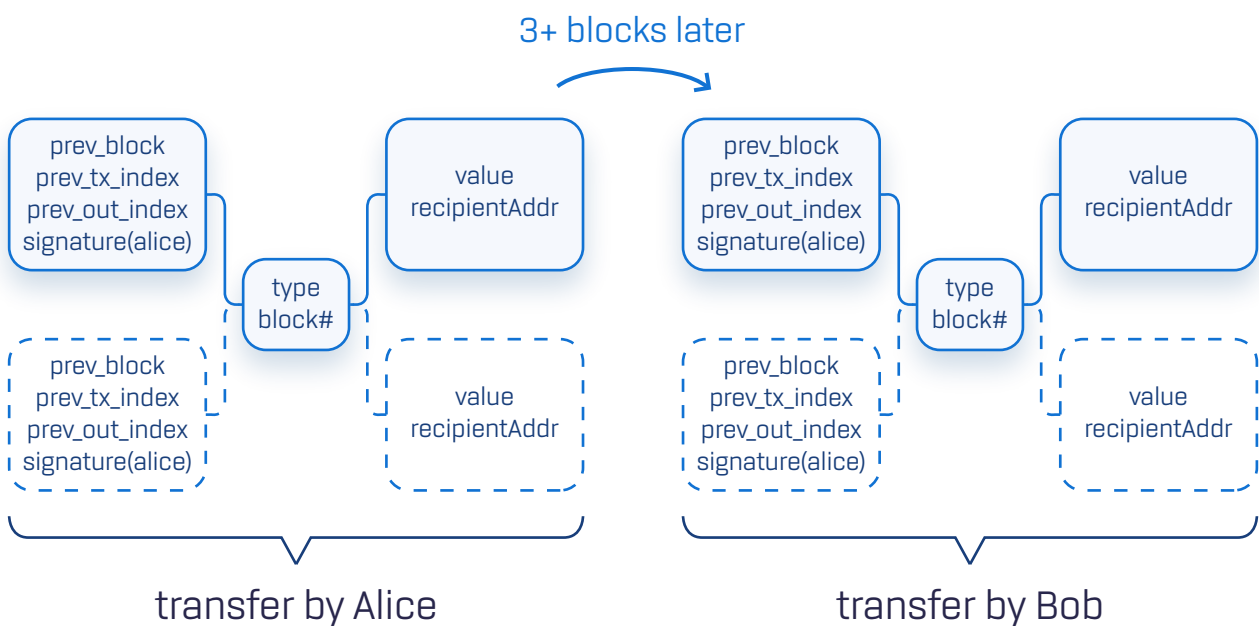 3+ blocks later
prev_block
prev_tx_index
prev_out_index
signature(alice)
type
block#
value
recipientAddr
prev_block
prev_tx_index
prev_out_index
signature(alice)
value
recipientAddr
transfer by Alice
prev_block
prev_tx_index
prev_out_index
signature(alice)
type
block#
value
recipientAddr
prev_block
prev_tx_index
prev_out_index
signature(alice)
value
recipientAddr
transfer by Bob